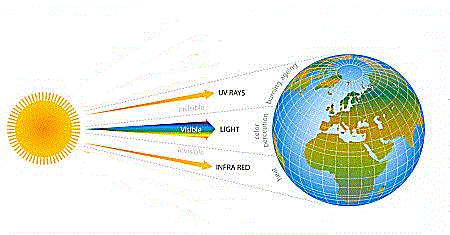 UV RAYS
invisible
burning ageing
Visible
LIGHT
color
perception
invisible
INFRA RED
heat